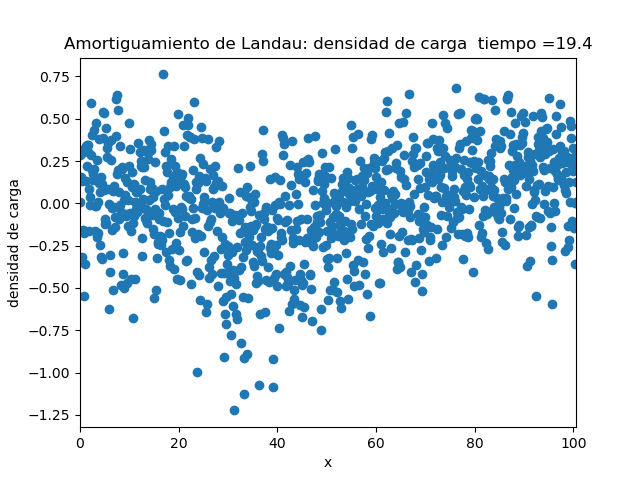 Amortiguamiento de Landau: densidad de carga  tiempo =19.4
0.75
0.50
0.25
0.00
−0.25
−0.50
−0.75
−1.00
−1.25
densidad de carga
0 20 40 60 80 100
x